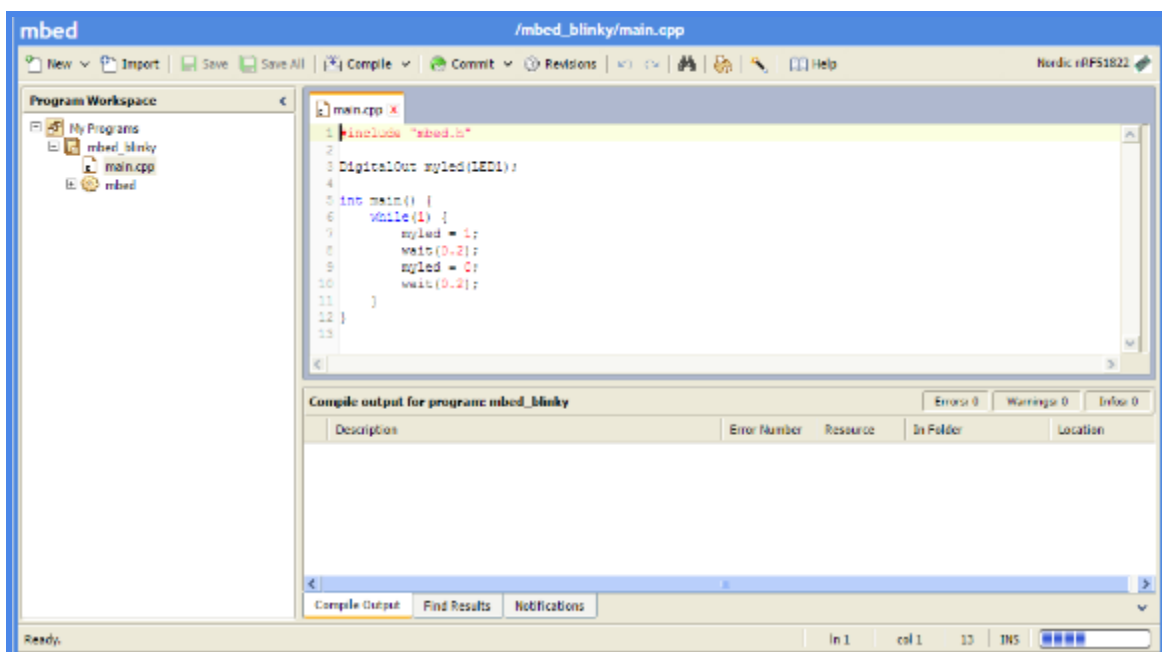 mbed
/mbed_blinky/main.cpp
New Import Save Save All Compile Commit Revisions Help Nordic nRF51822
Program Workspace
My Programs
mbed_blinky
main.cpp
mbed
main.cpp
1 #include "mbed.h"
2
3 DigitalOut myled(LED1);
4
5 int main() {
6 while(1) {
7 myled = 1;
8 wait(0.2);
9 myled = 0;
10 wait(0.2);
11 }
12 }
13
Compile output for program: mbed_blinky Errors: 0 Warnings: 0 Infos: 0
Description Error Number Resource In Folder Location
Compile Output Find Results Notifications
Ready. ln 1 col 1 13 INS